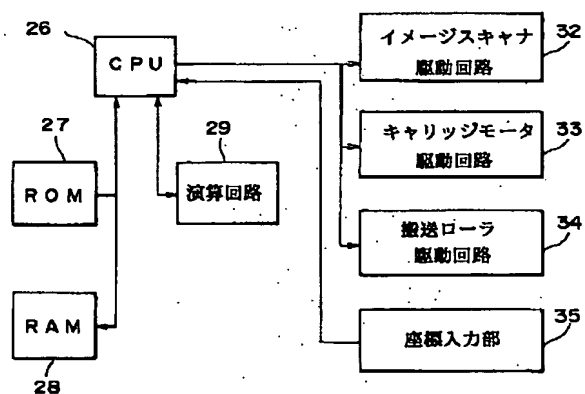 26
CPU
27
ROM
29
演算回路
RAM
28
イメージスキャナ
駆動回路
32
キャリッジモータ
駆動回路
33
搬送ローラ
駆動回路
34
座標入力部
35